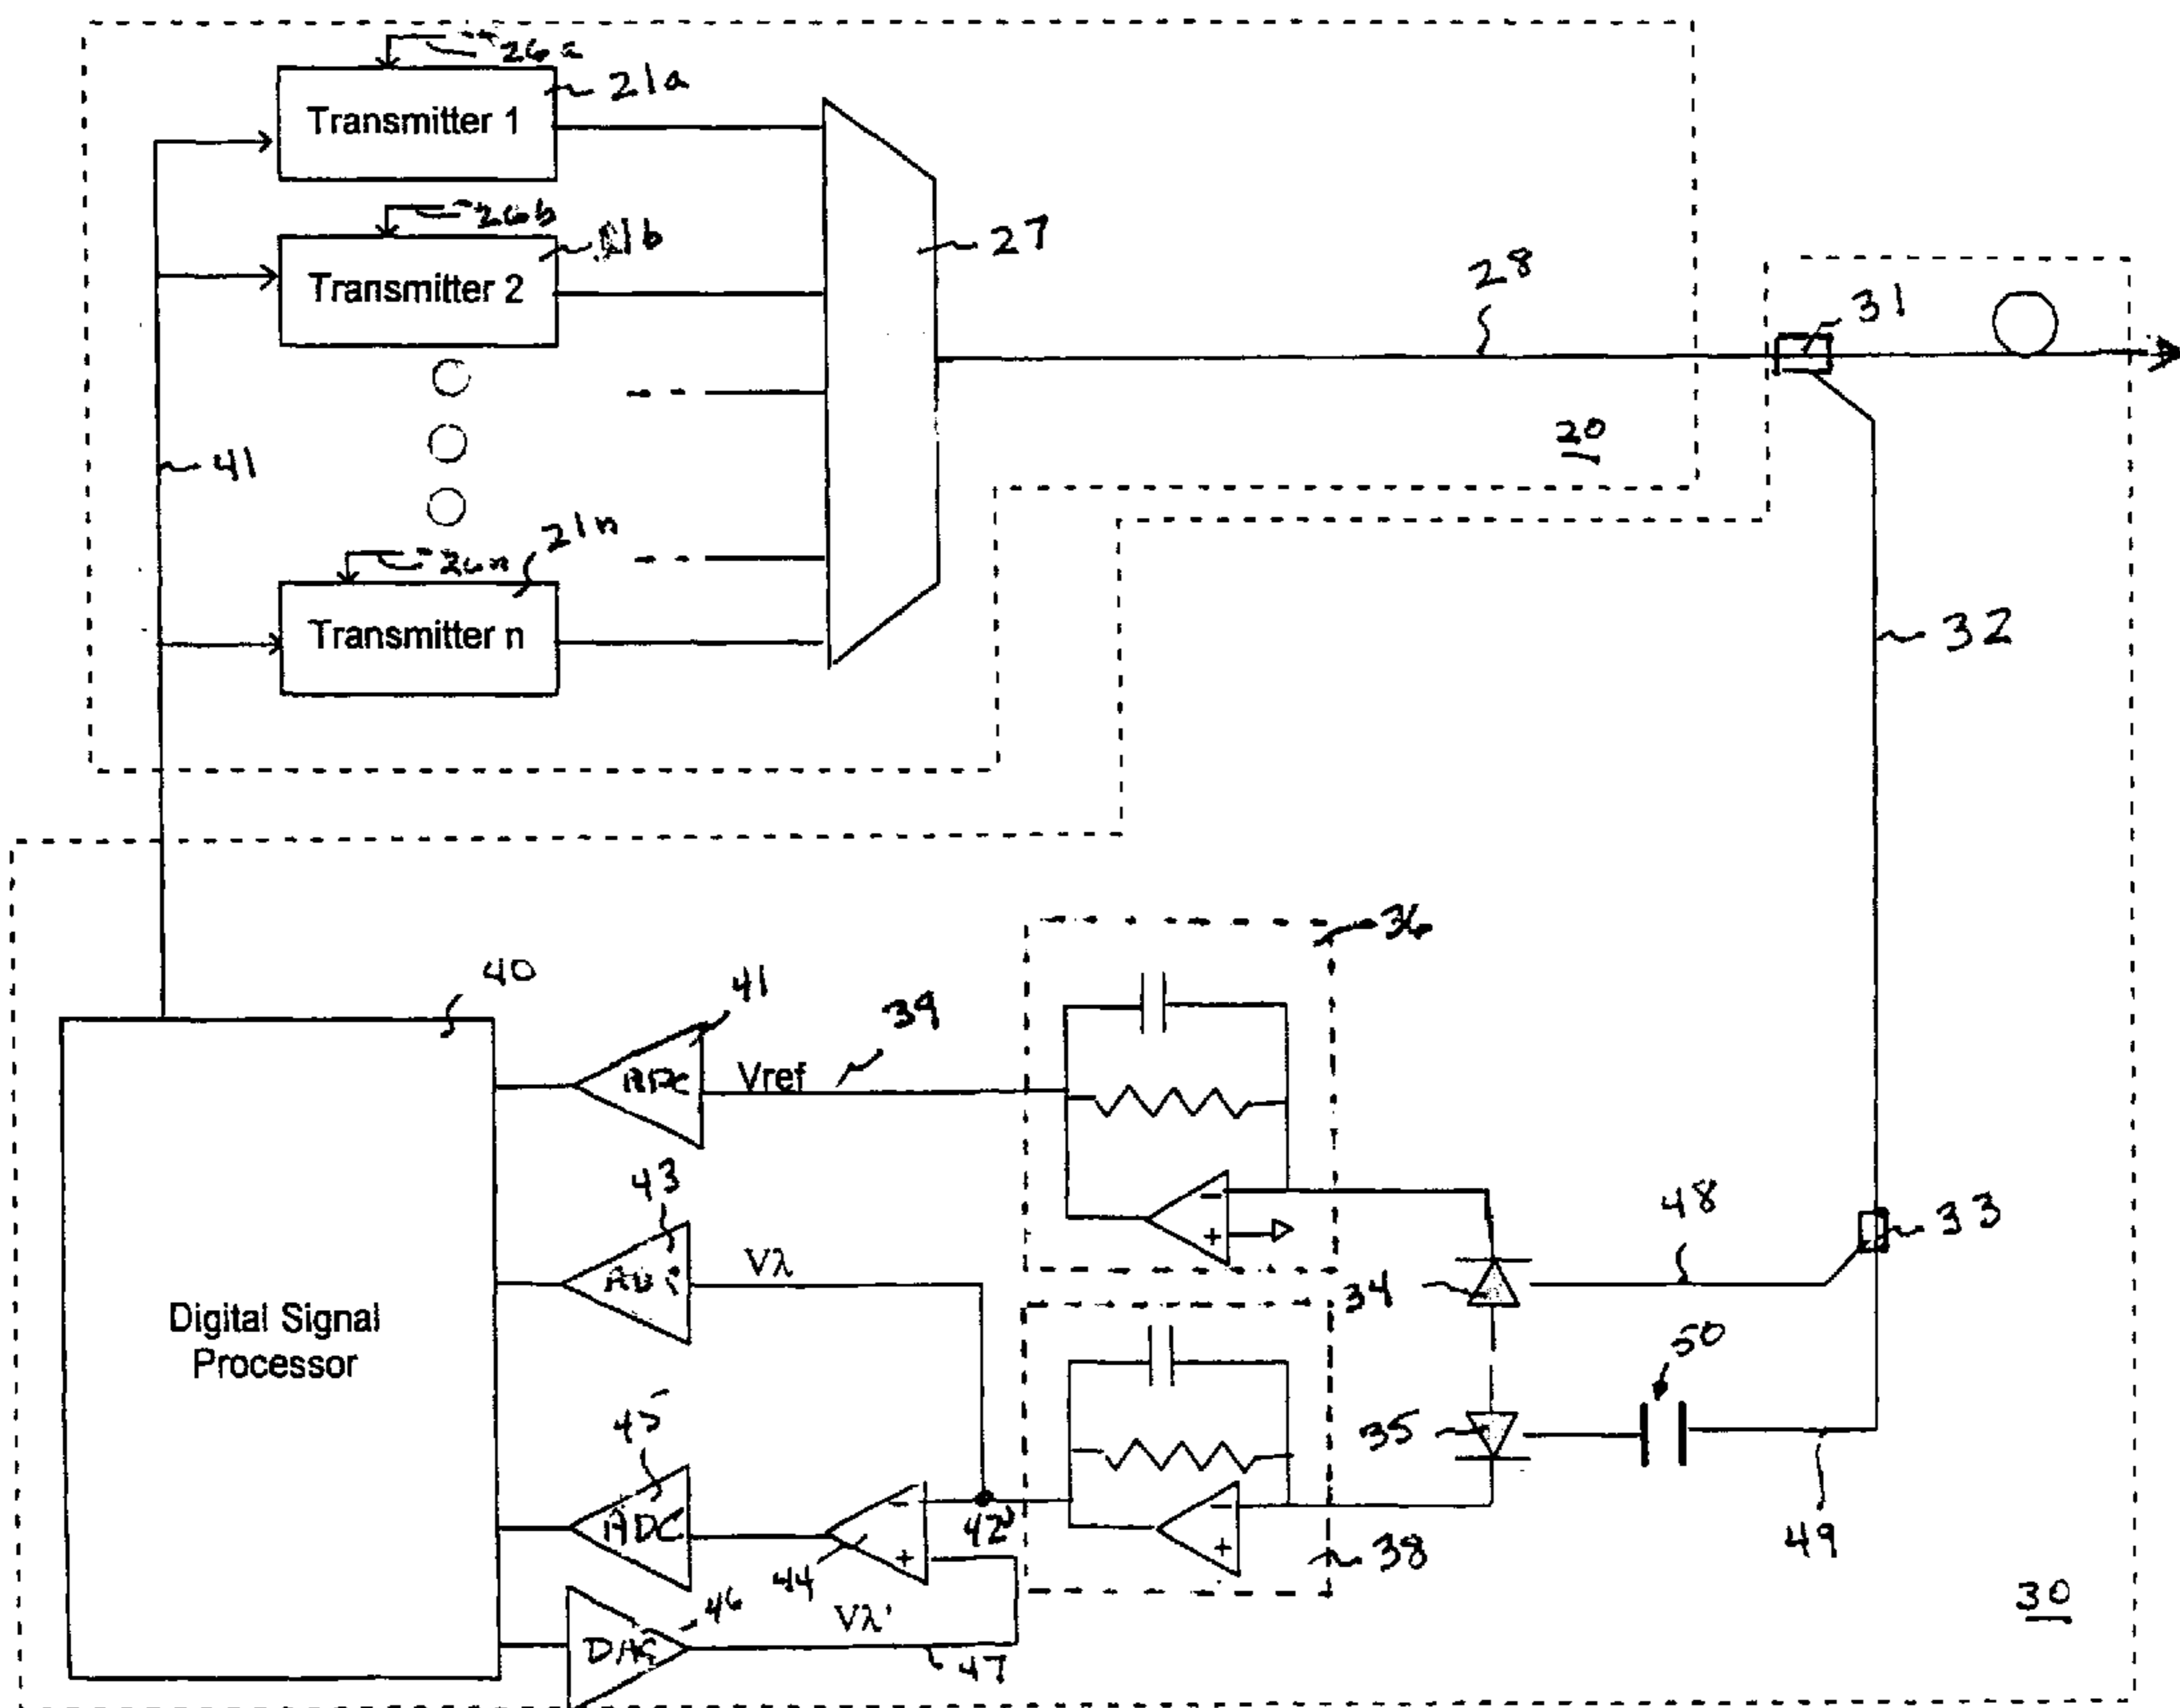 26a
21a
Transmitter 1
26b
Transmitter 2
27
28
31
20
41
26n
21n
Transmitter n
32
36
40
41
39
Vref
43
Vλ
48
33
34
50
Digital Signal
Processor
45
35
ADC
42
44
38
49
46
Vλ'
47
30
-
+
-
+
-
+